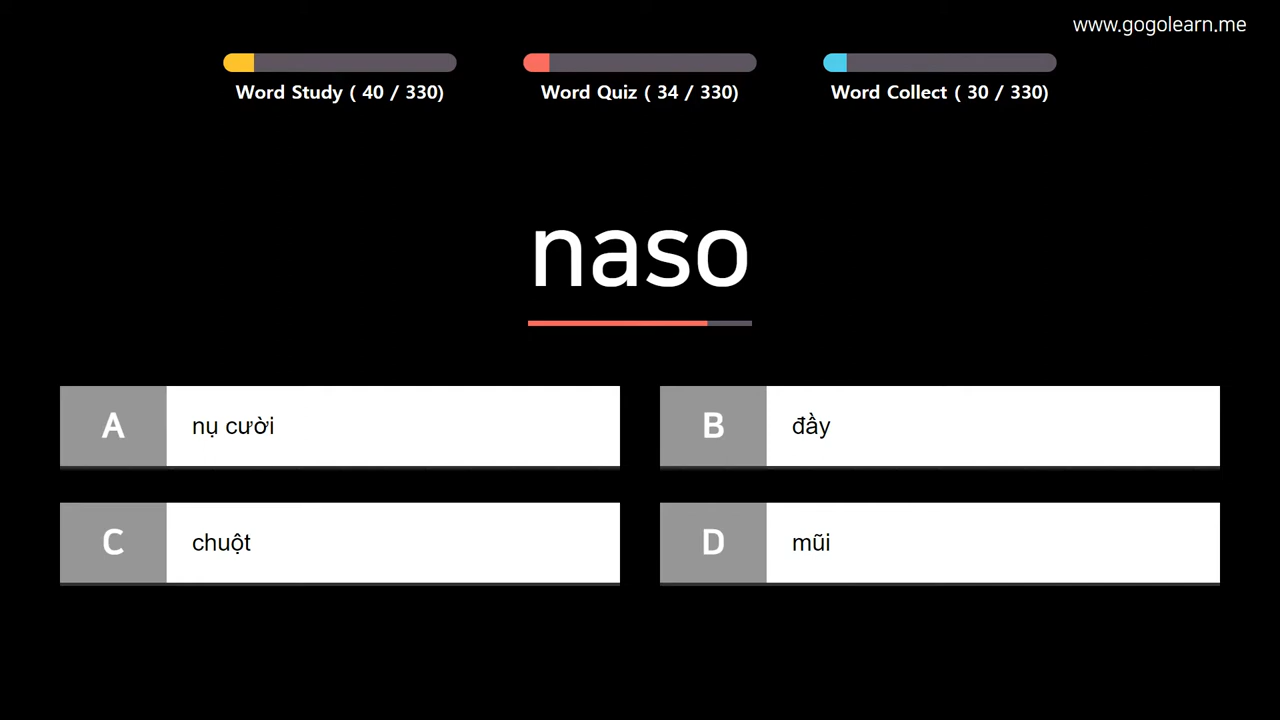 www.gogolearn.me
Word Study ( 40 / 330)
Word Quiz ( 34 / 330)
Word Collect ( 30 / 330)
naso
A nụ cười
B đầy
C chuột
D mũi